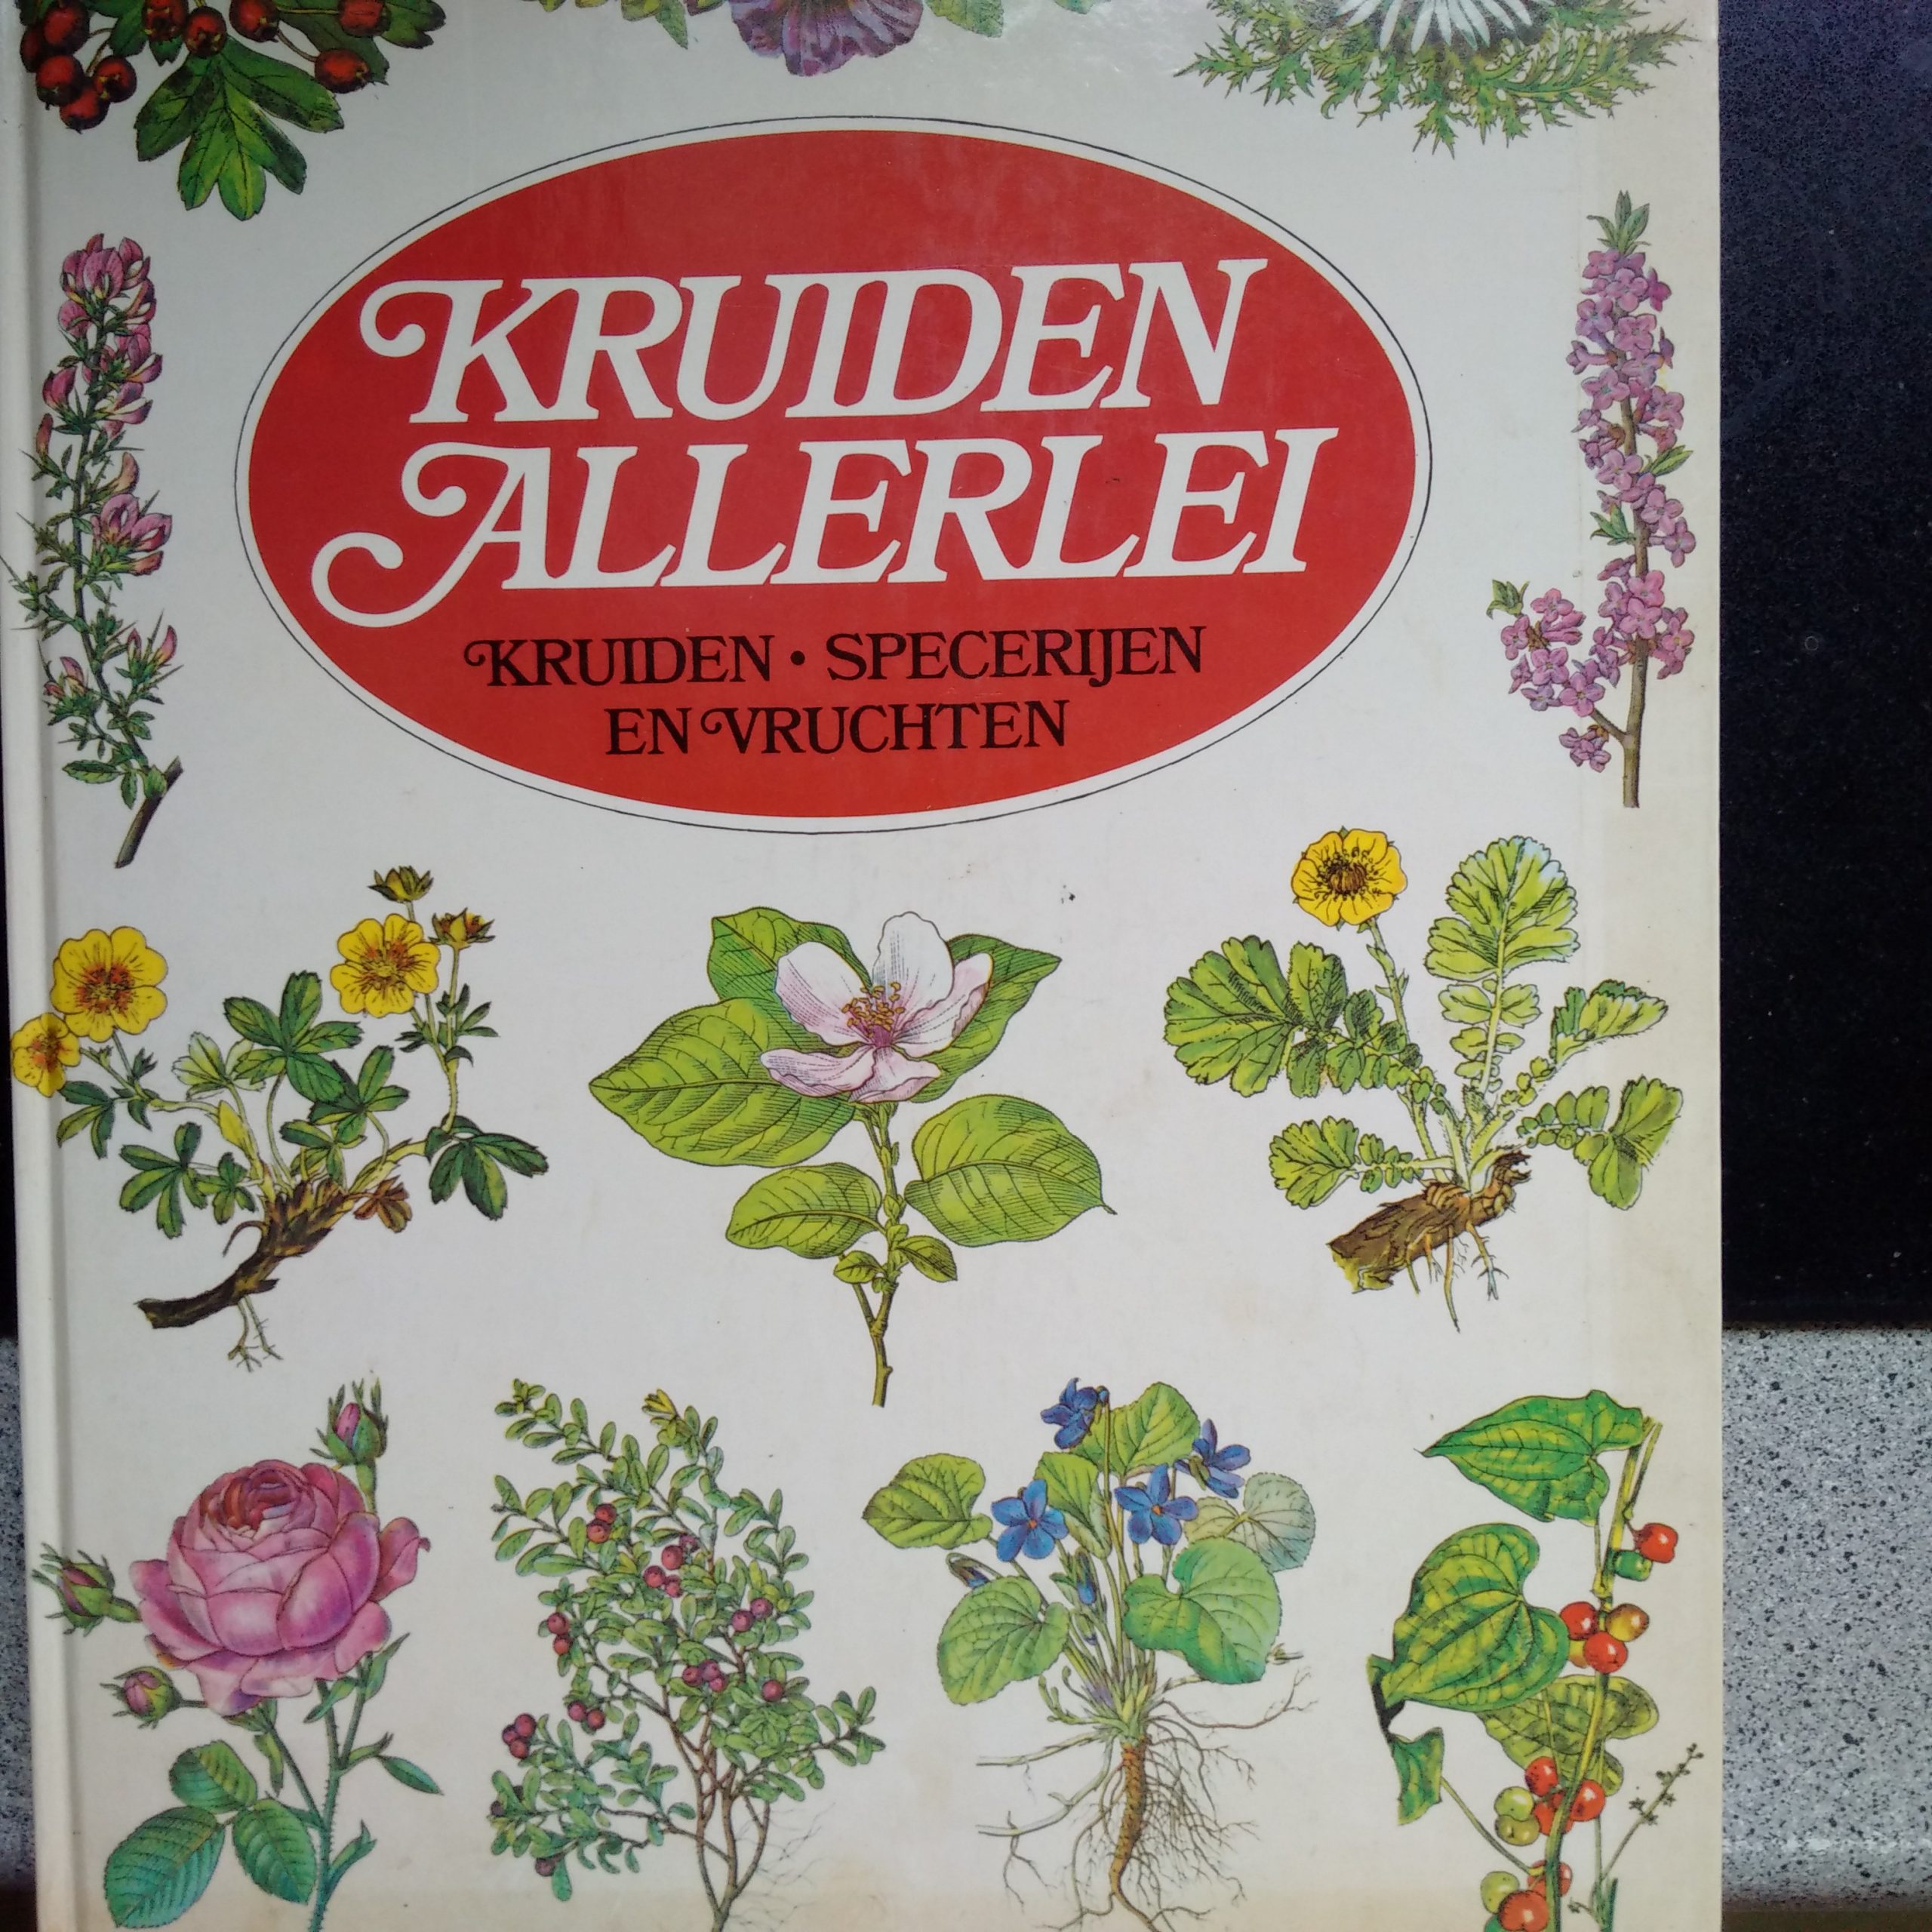 KRUIDEN
ALLERLEI
KRUIDEN • SPECERIJEN
EN VRUCHTEN